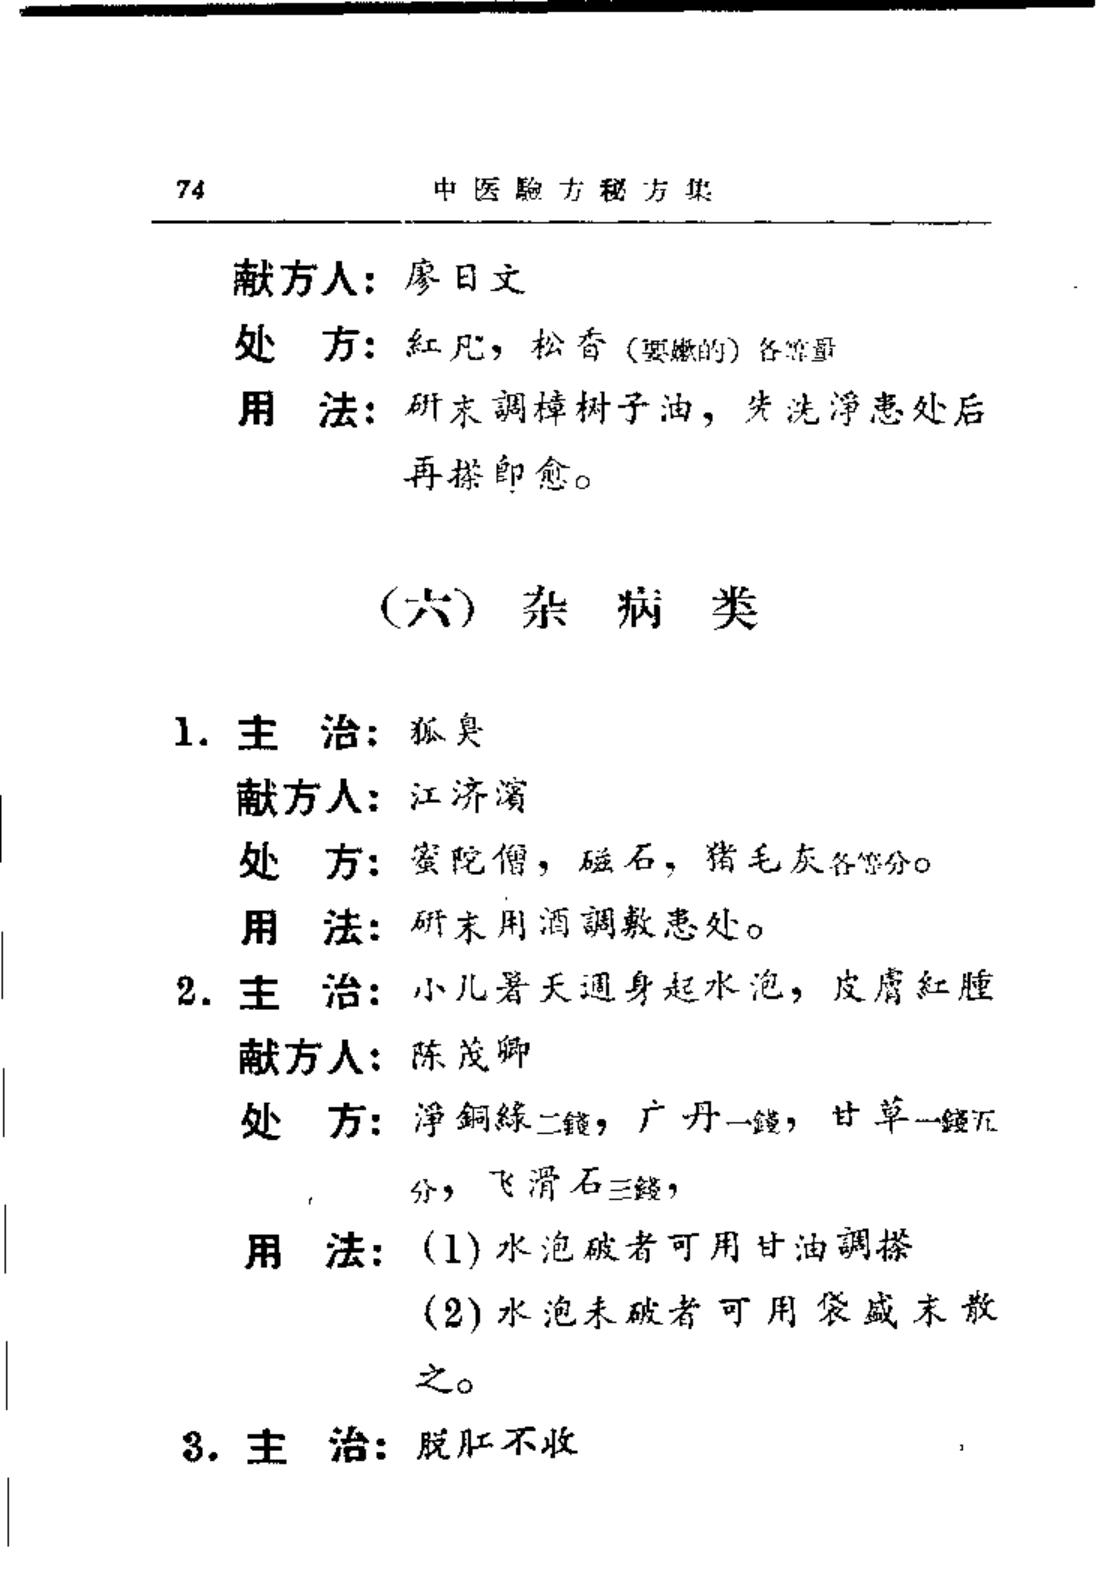 74 中医驗方秘方集
献方人：廖日文
处　方：紅凡，松香（要嫩的）各等量
用　法：研末調樟树子油，先洗淨患处后
再搽即愈。
（六）杂病类
1. 主　治：狐臭
献方人：江济濱
处　方：蜜陀僧，磁石，猪毛灰各等分。
用　法：研末用酒調敷患处。
2. 主　治：小儿暑天週身起水泡，皮膚紅腫
献方人：陈茂卿
处　方：淨銅綠二錢，广丹一錢，甘草一錢五
分，飞滑石三錢，
用　法：(1)水泡破者可用甘油調搽
(2)水泡未破者可用袋盛末散
之。
3. 主　治：脱肛不收